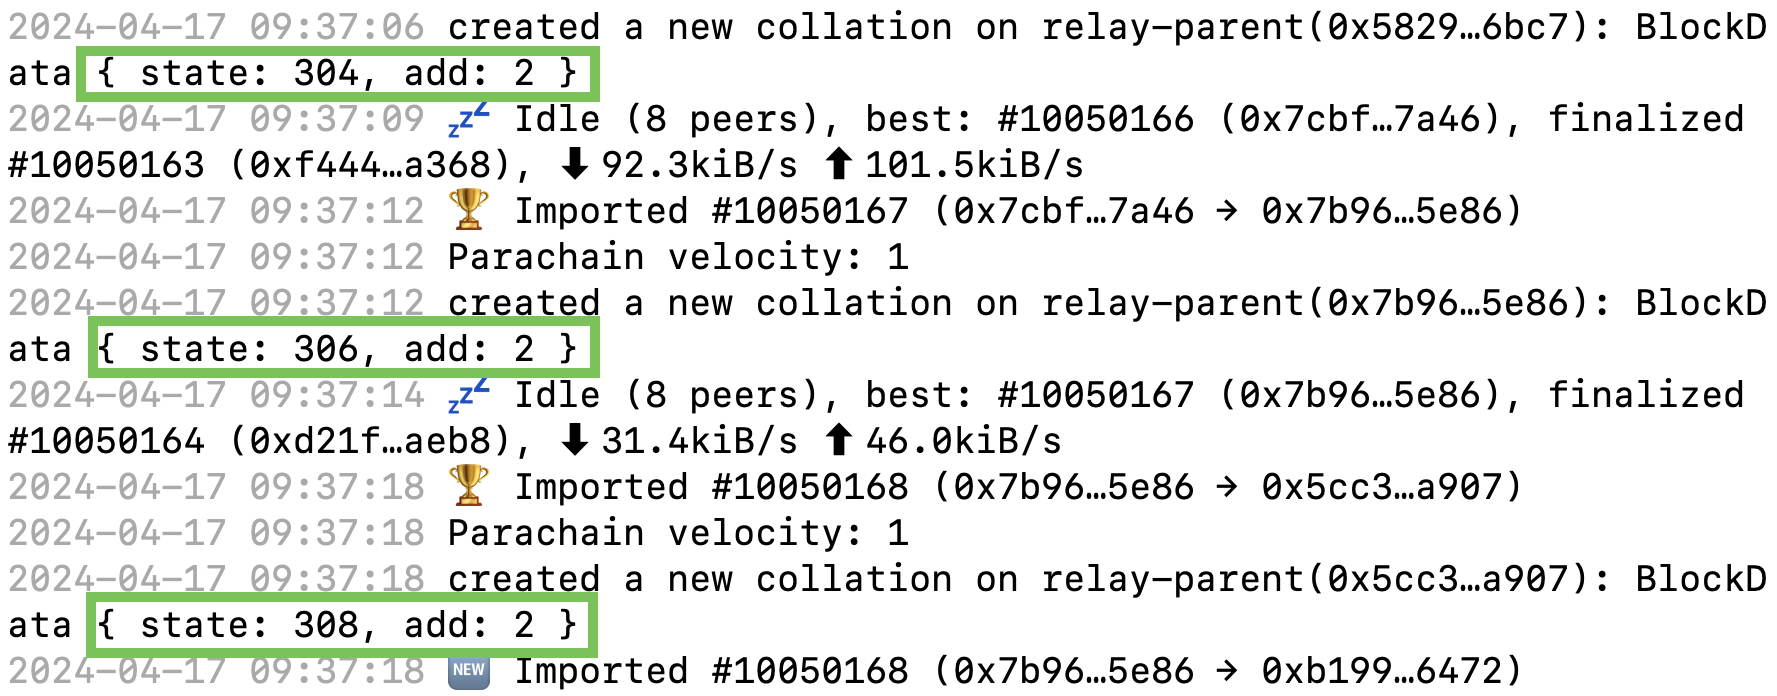 2024-04-17 09:37:06 created a new collation on relay-parent(0x5829…6bc7): BlockD
ata { state: 304, add: 2 }
2024-04-17 09:37:09 💤 Idle (8 peers), best: #10050166 (0x7cbf…7a46), finalized
#10050163 (0xf444…a368), ⬇ 92.3kiB/s ⬆ 101.5kiB/s
2024-04-17 09:37:12 🏆 Imported #10050167 (0x7cbf…7a46 → 0x7b96…5e86)
2024-04-17 09:37:12 Parachain velocity: 1
2024-04-17 09:37:12 created a new collation on relay-parent(0x7b96…5e86): BlockD
ata { state: 306, add: 2 }
2024-04-17 09:37:14 💤 Idle (8 peers), best: #10050167 (0x7b96…5e86), finalized
#10050164 (0xd21f…aeb8), ⬇ 31.4kiB/s ⬆ 46.0kiB/s
2024-04-17 09:37:18 🏆 Imported #10050168 (0x7b96…5e86 → 0x5cc3…a907)
2024-04-17 09:37:18 Parachain velocity: 1
2024-04-17 09:37:18 created a new collation on relay-parent(0x5cc3…a907): BlockD
ata { state: 308, add: 2 }
2024-04-17 09:37:18 🆕 Imported #10050168 (0x7b96…5e86 → 0xb199…6472)